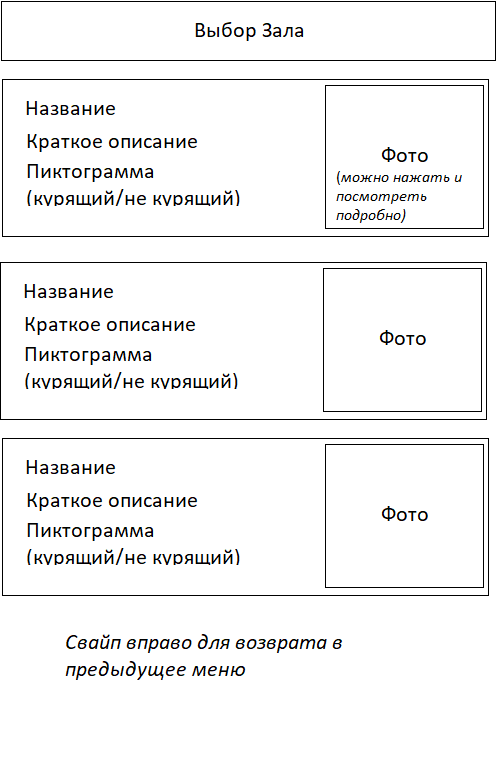 Выбор Зала
Название
Краткое описание
Пиктограмма
(курящий/не курящий)
Фото
(можно нажать и
посмотреть
подробно)
Название
Краткое описание
Пиктограмма
(курящий/не курящий)
Фото
Название
Краткое описание
Пиктограмма
(курящий/не курящий)
Фото
Свайп вправо для возврата в
предыдущее меню